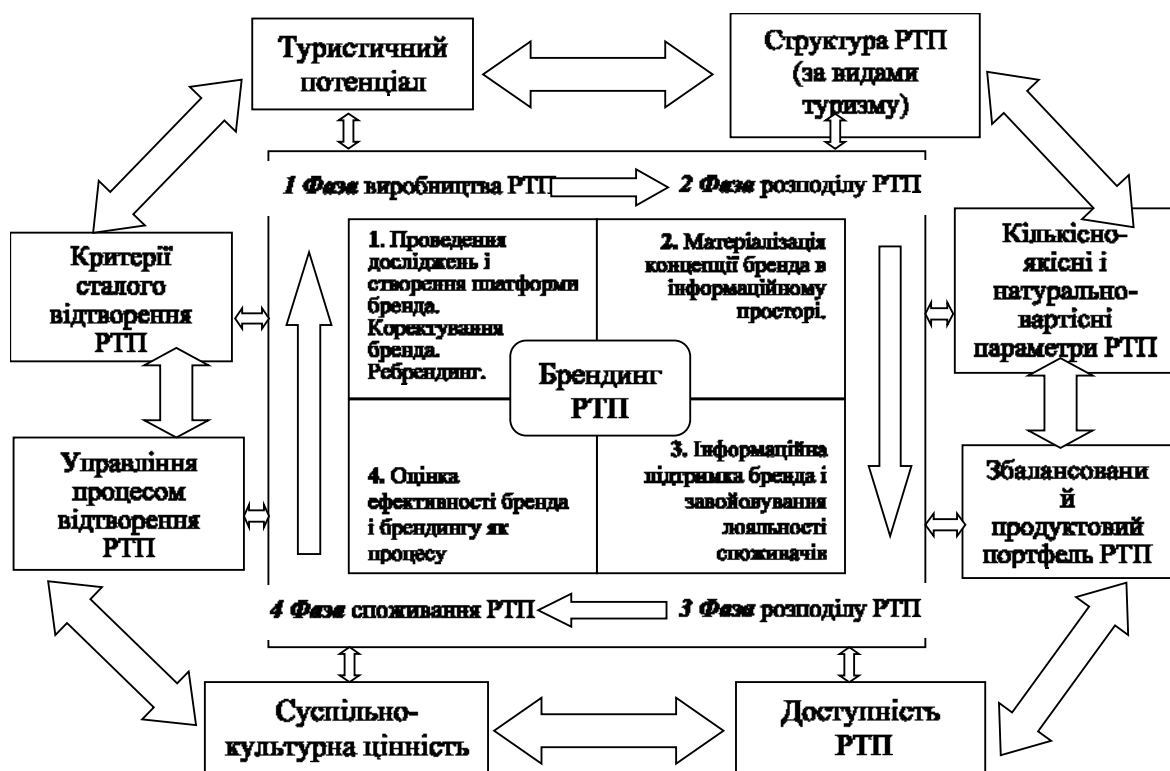 Туристичний
потенціал
Структура РТП
(за видами
туризму)
1 Фаза виробництва РТП
2 Фаза розподілу РТП
Критерії
сталого
відтворення
РТП
1. Проведення
досліджень і
створення платформи
бренда.
Коректування
бренда.
Ребрендинг.
2. Матеріалізація
концепції бренда в
інформаційному
просторі.
Кількісно-
якісні і
натурально-
вартісні
параметри РТП
Брендинг
РТП
Управління
процесом
відтворення
РТП
4. Оцінка
ефективності бренда
і брендингу як
процесу
3. Інформаційна
підтримка бренда і
завойовування
лояльності
споживачів
Збалансовани
й
продуктовий
портфель РТП
4 Фаза споживання РТП
3 Фаза розподілу РТП
Суспільно-
культурна цінність
Доступність
РТП